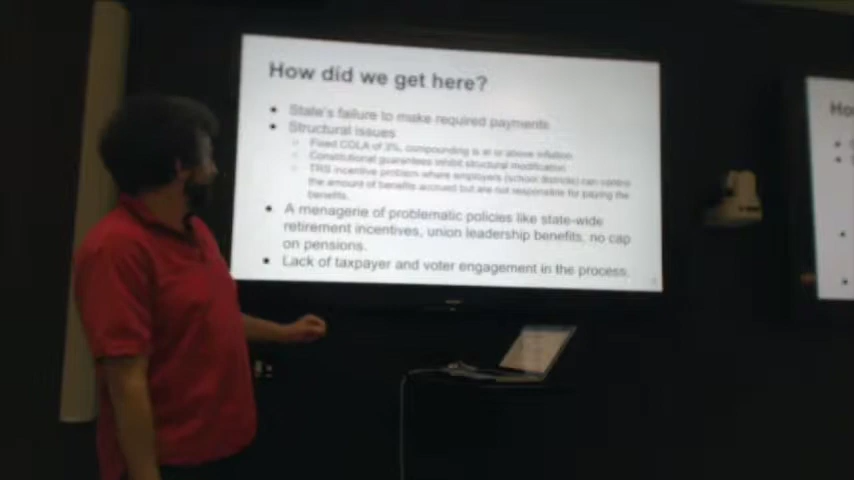 How did we get here?
• State's failure to make required payments
• Structural issues
○ Fixed COLA of 3%, compounding is at or above inflation
○ Constitutional guarantees inhibit structural modification
○ TRS incentive problem where employers (school districts) can control
the amount of benefits accrued but are not responsible for paying the
benefits.
• A menagerie of problematic policies like state-wide
retirement incentives, union leadership benefits, no cap
on pensions.
• Lack of taxpayer and voter engagement in the process.
Ho